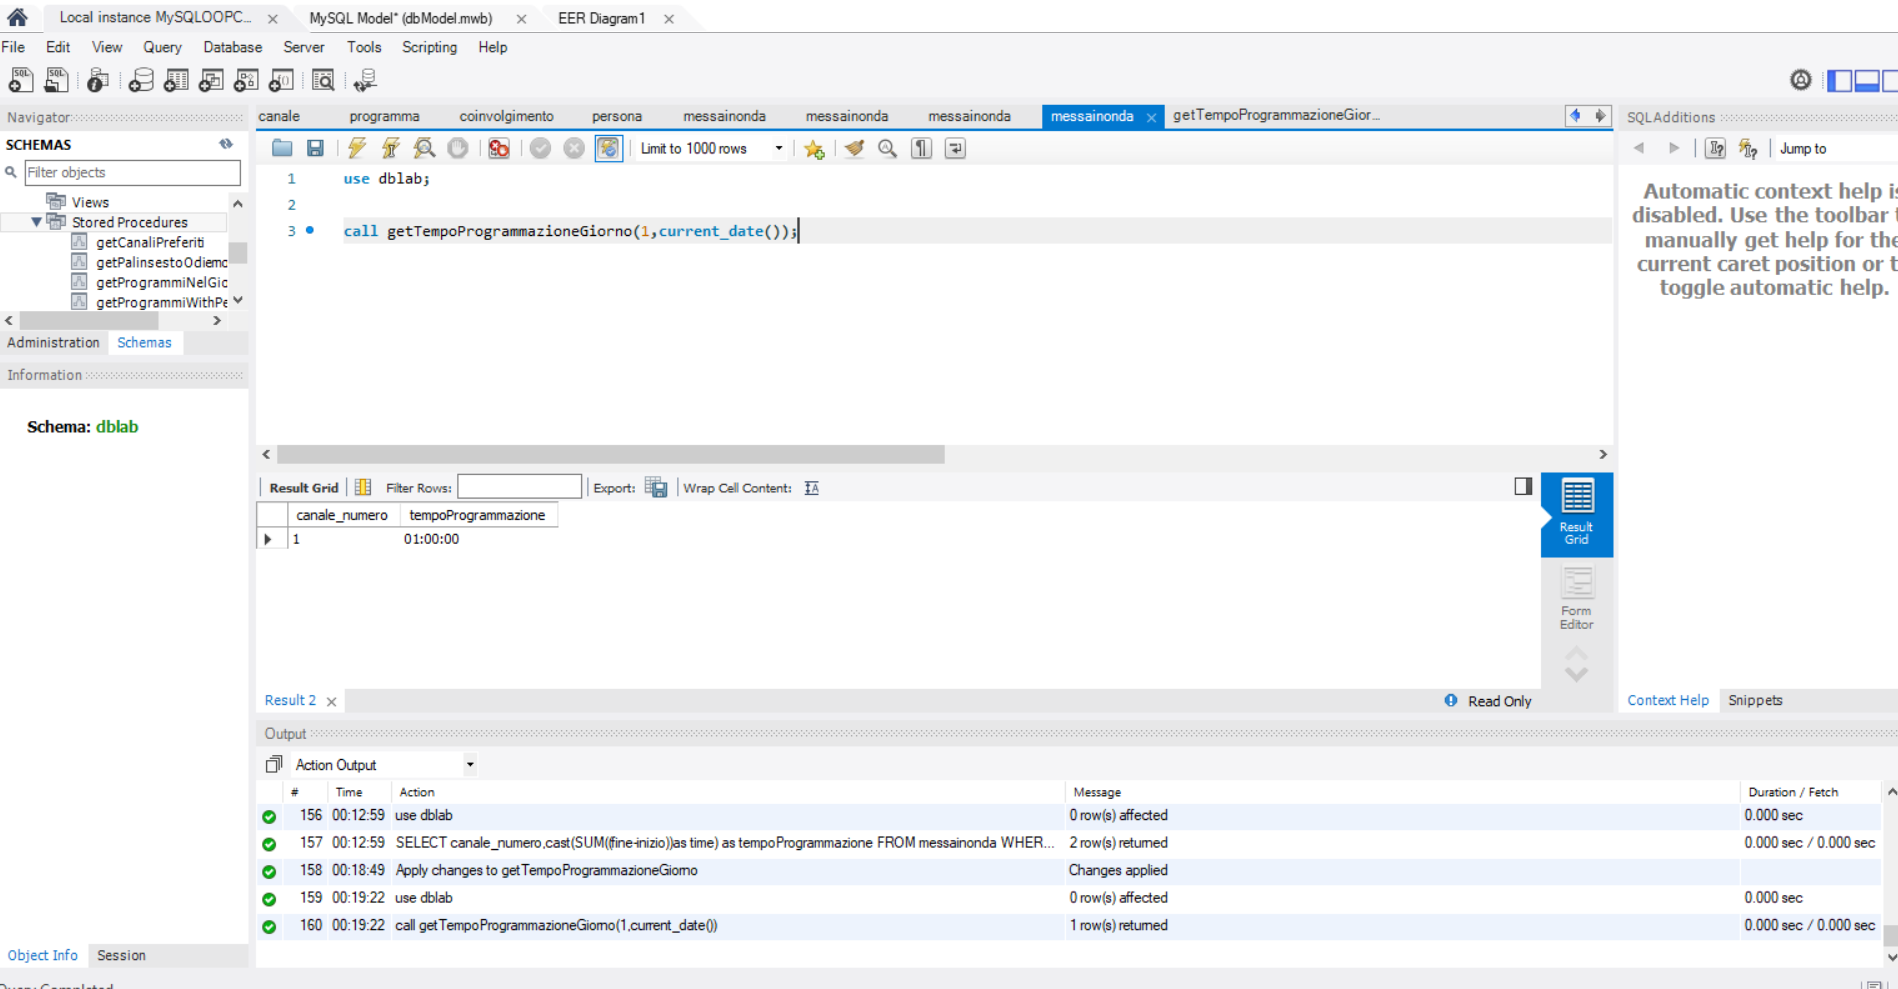 Local instance MySQLOOPC... MySQL Model* (dbModel.mwb) EER Diagram1
File Edit View Query Database Server Tools Scripting Help
Navigator
SCHEMAS
Filter objects
Views
Stored Procedures
getCanaliPreferiti
getPalinsestoOdierno
getProgrammiNelGio
getProgrammiWithPe
Administration Schemas
Information
Schema: dblab
Object Info Session
canale programma coinvolgimento persona messainonda messainonda messainonda messainonda getTempoProgrammazioneGior...
Limit to 1000 rows
1 use dblab;
2
3 call getTempoProgrammazioneGiorno(1,current_date());
Result Grid Filter Rows: Export: Wrap Cell Content:
canale_numero tempoProgrammazione
1 01:00:00
Result Grid
Form Editor
Result 2 Read Only
SQLAdditions
Jump to
Automatic context help is
disabled. Use the toolbar
manually get help for the
current caret position or
toggle automatic help.
Context Help Snippets
Output
Action Output
# Time Action Message Duration / Fetch
156 00:12:59 use dblab 0 row(s) affected 0.000 sec
157 00:12:59 SELECT canale_numero,cast(SUM((fine-inizio))as time) as tempoProgrammazione FROM messainonda WHER... 2 row(s) returned 0.000 sec / 0.000 sec
158 00:18:49 Apply changes to getTempoProgrammazioneGiorno Changes applied
159 00:19:22 use dblab 0 row(s) affected 0.000 sec
160 00:19:22 call getTempoProgrammazioneGiorno(1,current_date()) 1 row(s) returned 0.000 sec / 0.000 sec
Query Completed